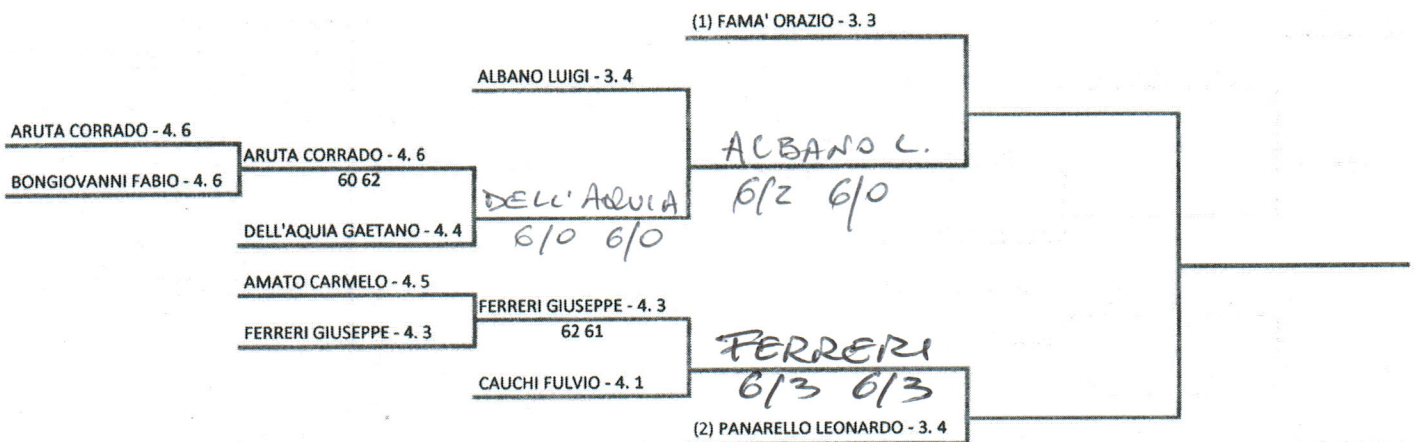 (1) FAMA' ORAZIO - 3. 3
ALBANO LUIGI - 3. 4
ARUTA CORRADO - 4. 6
ARUTA CORRADO - 4. 6
60 62
BONGIOVANNI FABIO - 4. 6
ALBANO L.
6/2 6/0
DELL'AQUIA
6/0 6/0
DELL'AQUIA GAETANO - 4. 4
AMATO CARMELO - 4. 5
FERRERI GIUSEPPE - 4. 3
62 61
FERRERI GIUSEPPE - 4. 3
FERRERI
6/3 6/3
CAUCHI FULVIO - 4. 1
(2) PANARELLO LEONARDO - 3. 4